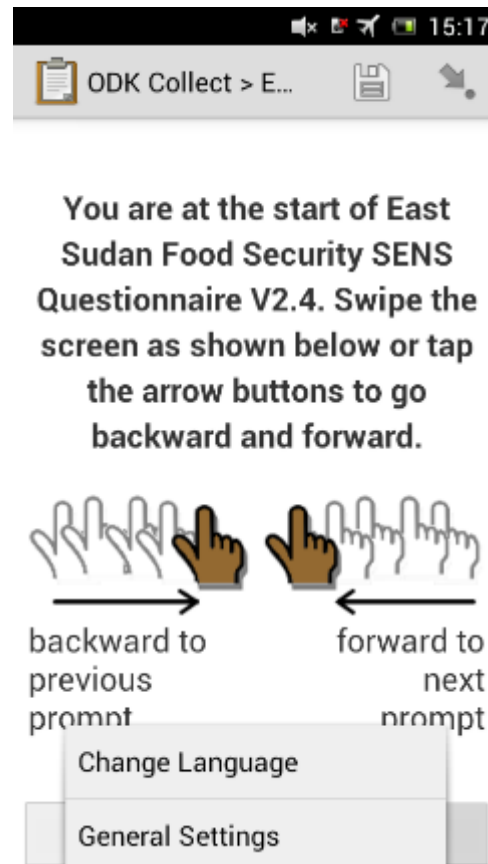 15:17
ODK Collect > E...
You are at the start of East
Sudan Food Security SENS
Questionnaire V2.4. Swipe the
screen as shown below or tap
the arrow buttons to go
backward and forward.
backward to
previous
prompt
forward to
next
prompt
Change Language
General Settings